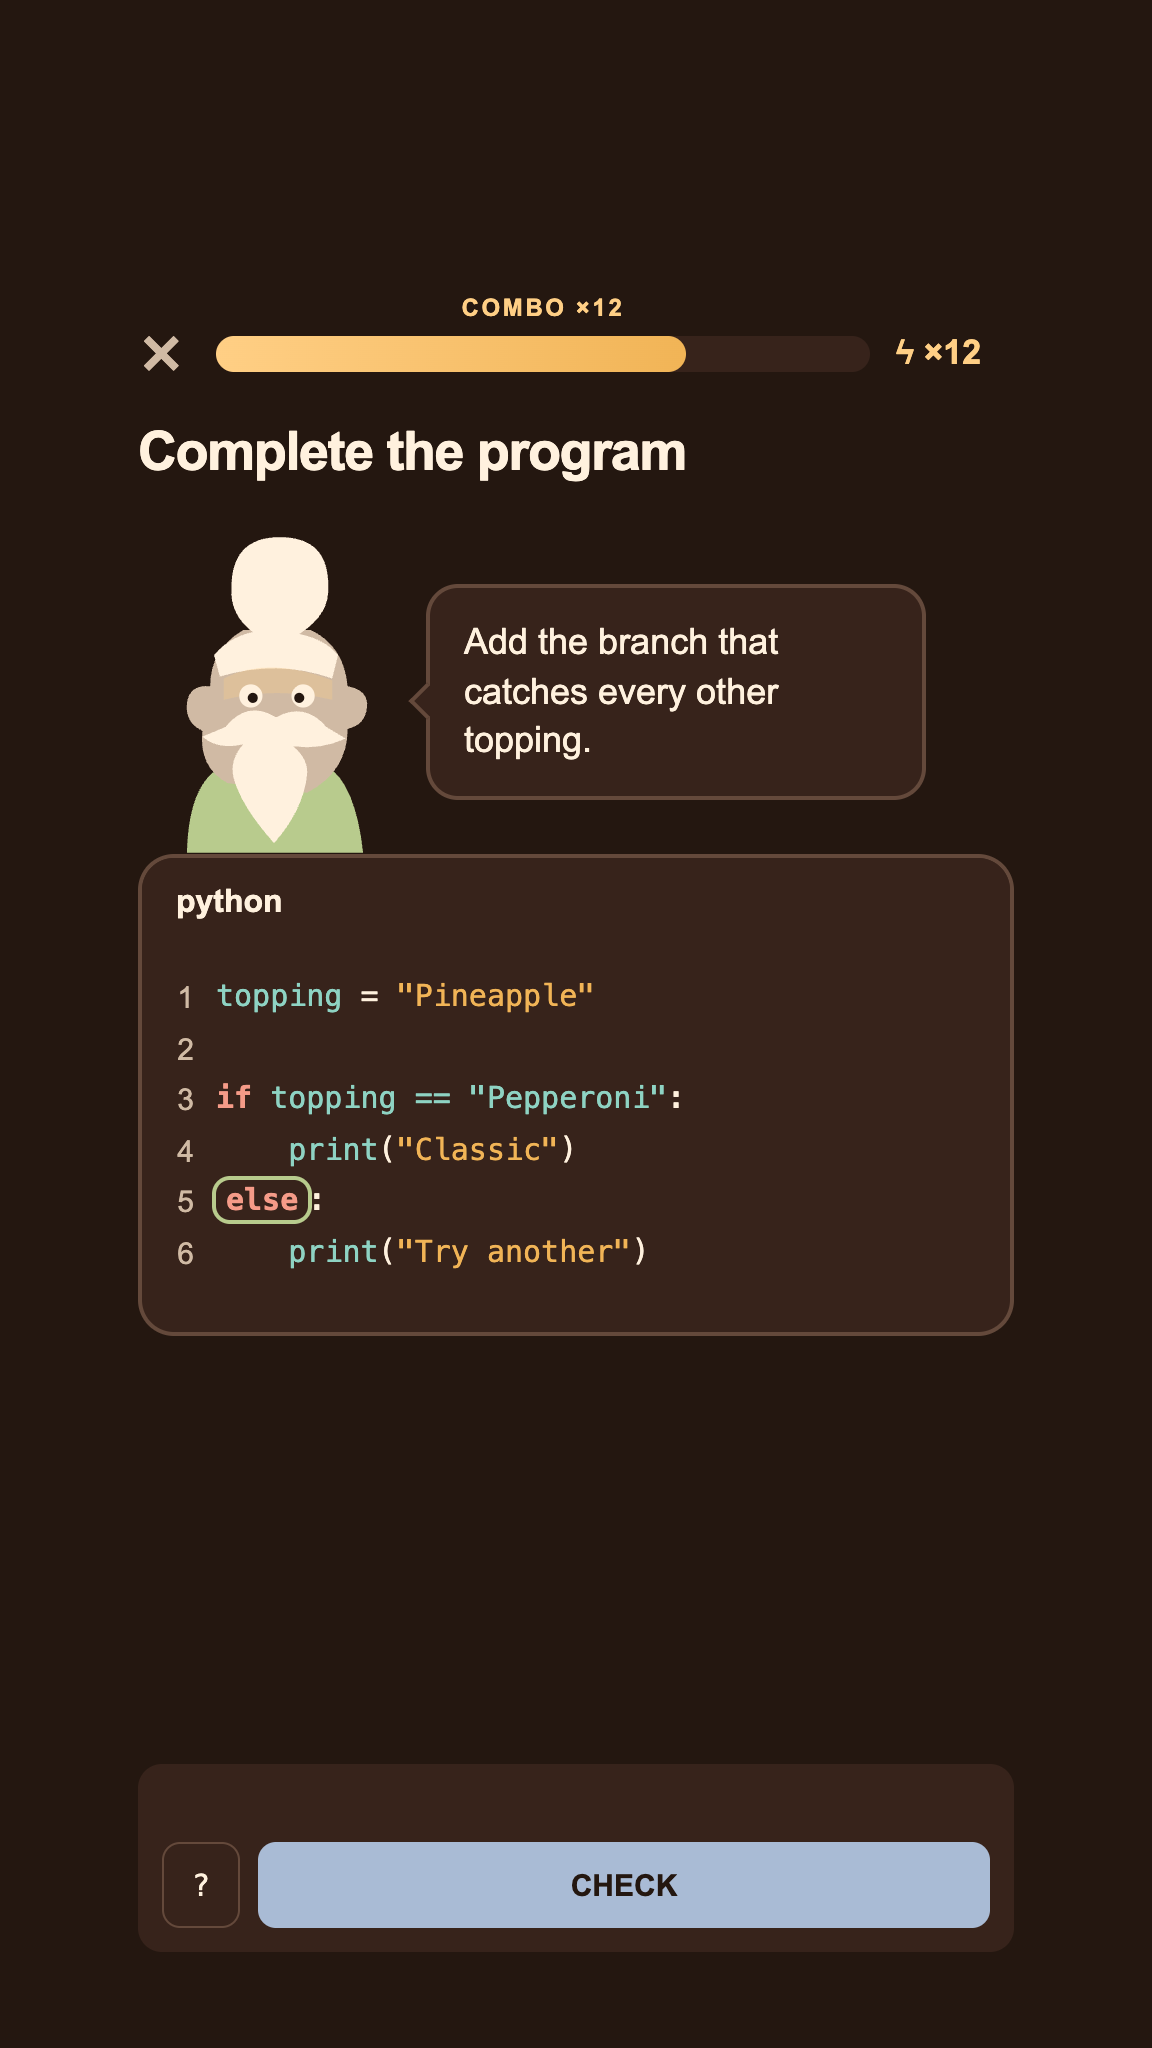 COMBO ×12
ϟ ×12
Complete the program
Add the branch that
catches every other
topping.
python
1 topping = "Pineapple"
2
3 if topping == "Pepperoni":
4     print("Classic")
5 else:
6     print("Try another")
? CHECK